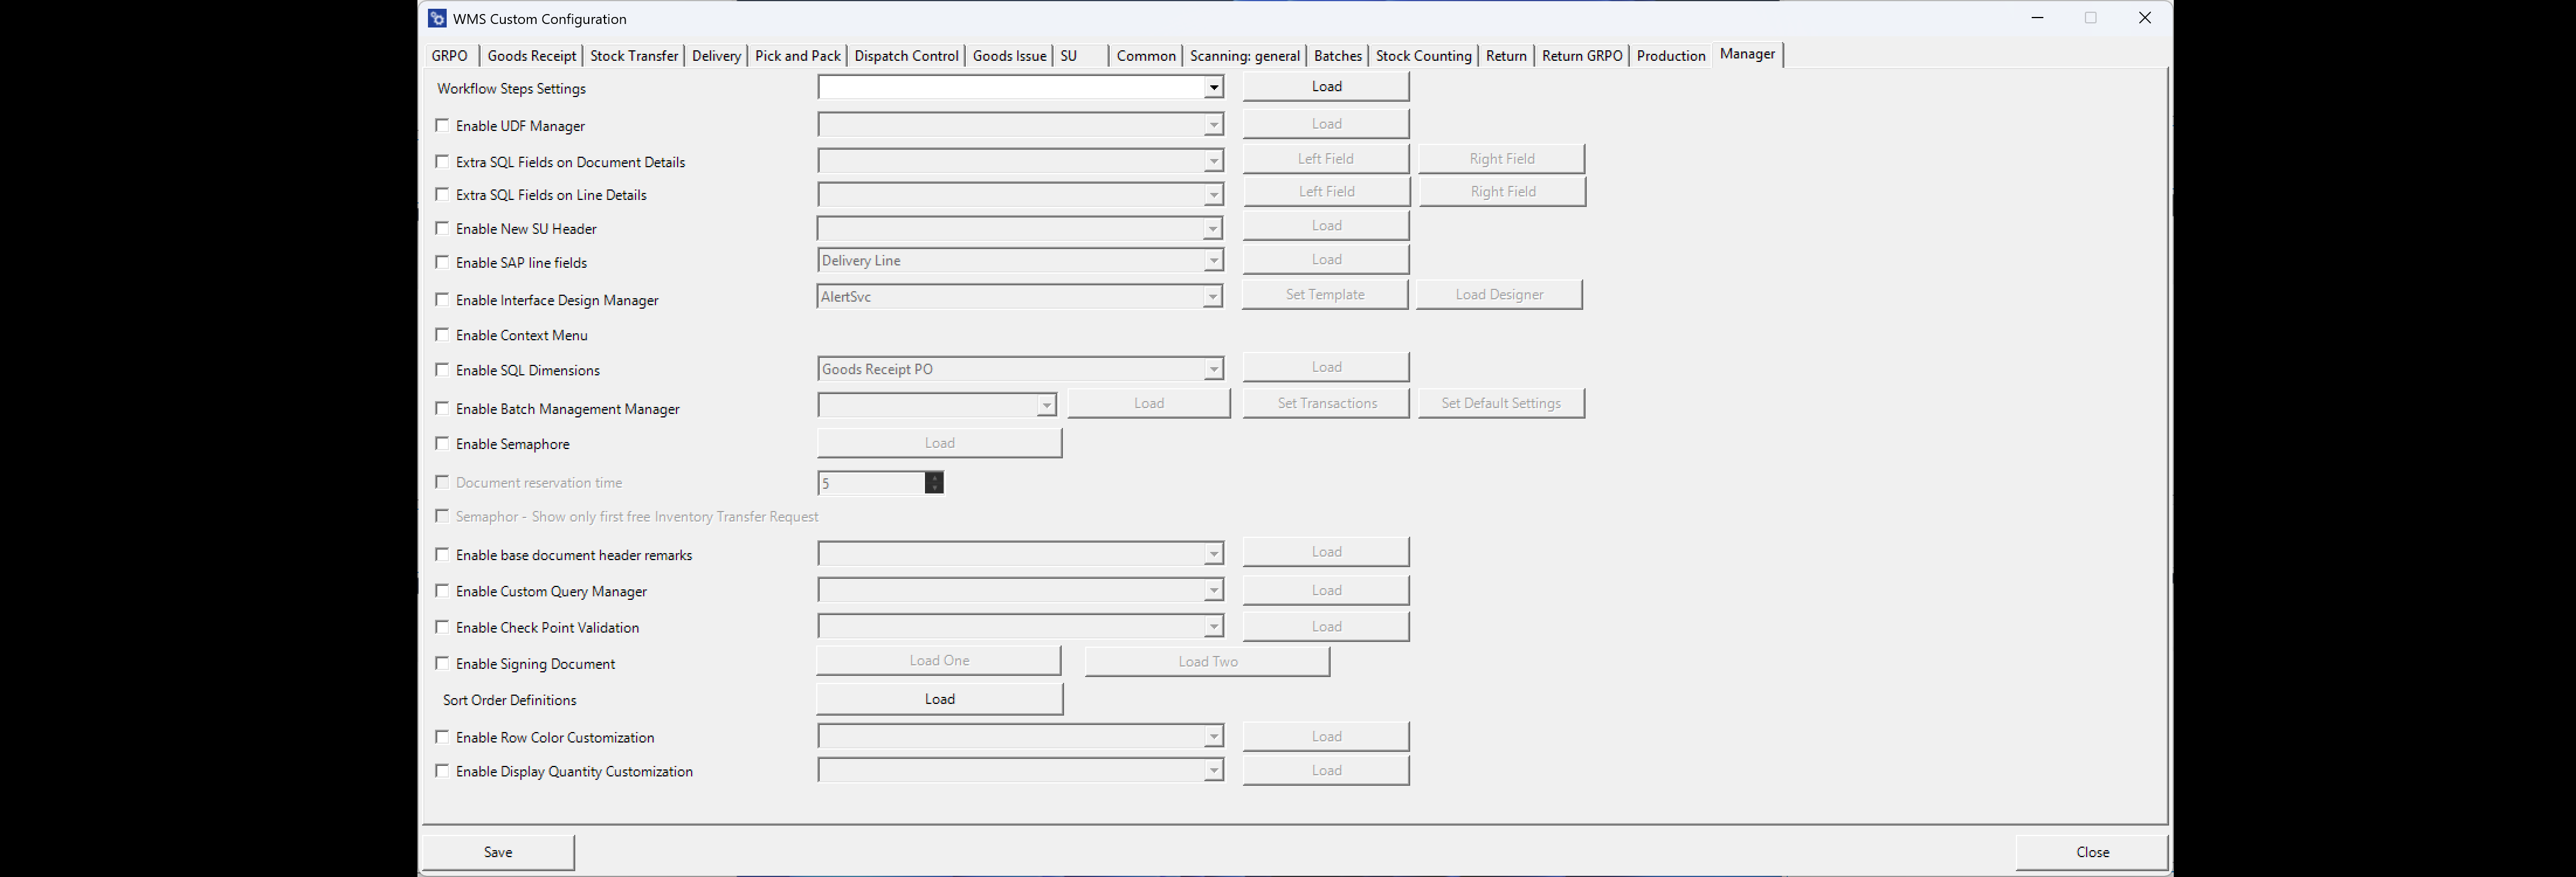 WMS Custom Configuration
GRPO Goods Receipt Stock Transfer Delivery Pick and Pack Dispatch Control Goods Issue SU Common Scanning: general Batches Stock Counting Return Return GRPO Production Manager
Workflow Steps Settings Load
Enable UDF Manager Load
Extra SQL Fields on Document Details Left Field Right Field
Extra SQL Fields on Line Details Left Field Right Field
Enable New SU Header Load
Enable SAP line fields Delivery Line Load
Enable Interface Design Manager AlertSvc Set Template Load Designer
Enable Context Menu
Enable SQL Dimensions Goods Receipt PO Load
Enable Batch Management Manager Load Set Transactions Set Default Settings
Enable Semaphore Load
Document reservation time 5
Semaphor - Show only first free Inventory Transfer Request
Enable base document header remarks Load
Enable Custom Query Manager Load
Enable Check Point Validation Load
Enable Signing Document Load One Load Two
Sort Order Definitions Load
Enable Row Color Customization Load
Enable Display Quantity Customization Load
Save Close